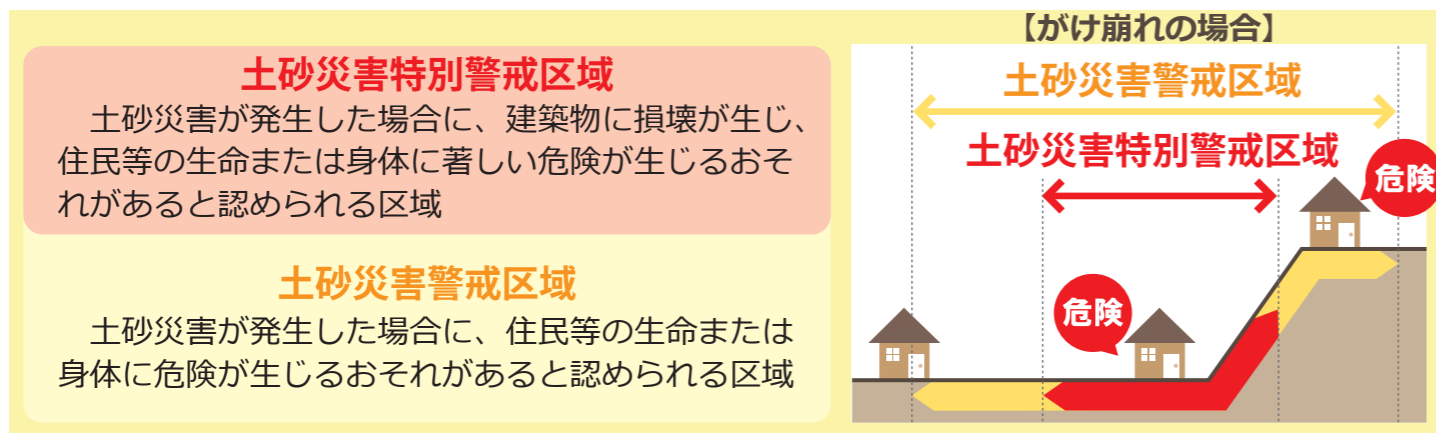 土砂災害特別警戒区域
土砂災害が発生した場合に、建築物に損壊が生じ、
住民等の生命または身体に著しい危険が生じるおそ
れがあると認められる区域
土砂災害警戒区域
土砂災害が発生した場合に、住民等の生命または
身体に危険が生じるおそれがあると認められる区域
【がけ崩れの場合】
土砂災害警戒区域
土砂災害特別警戒区域
危険
危険